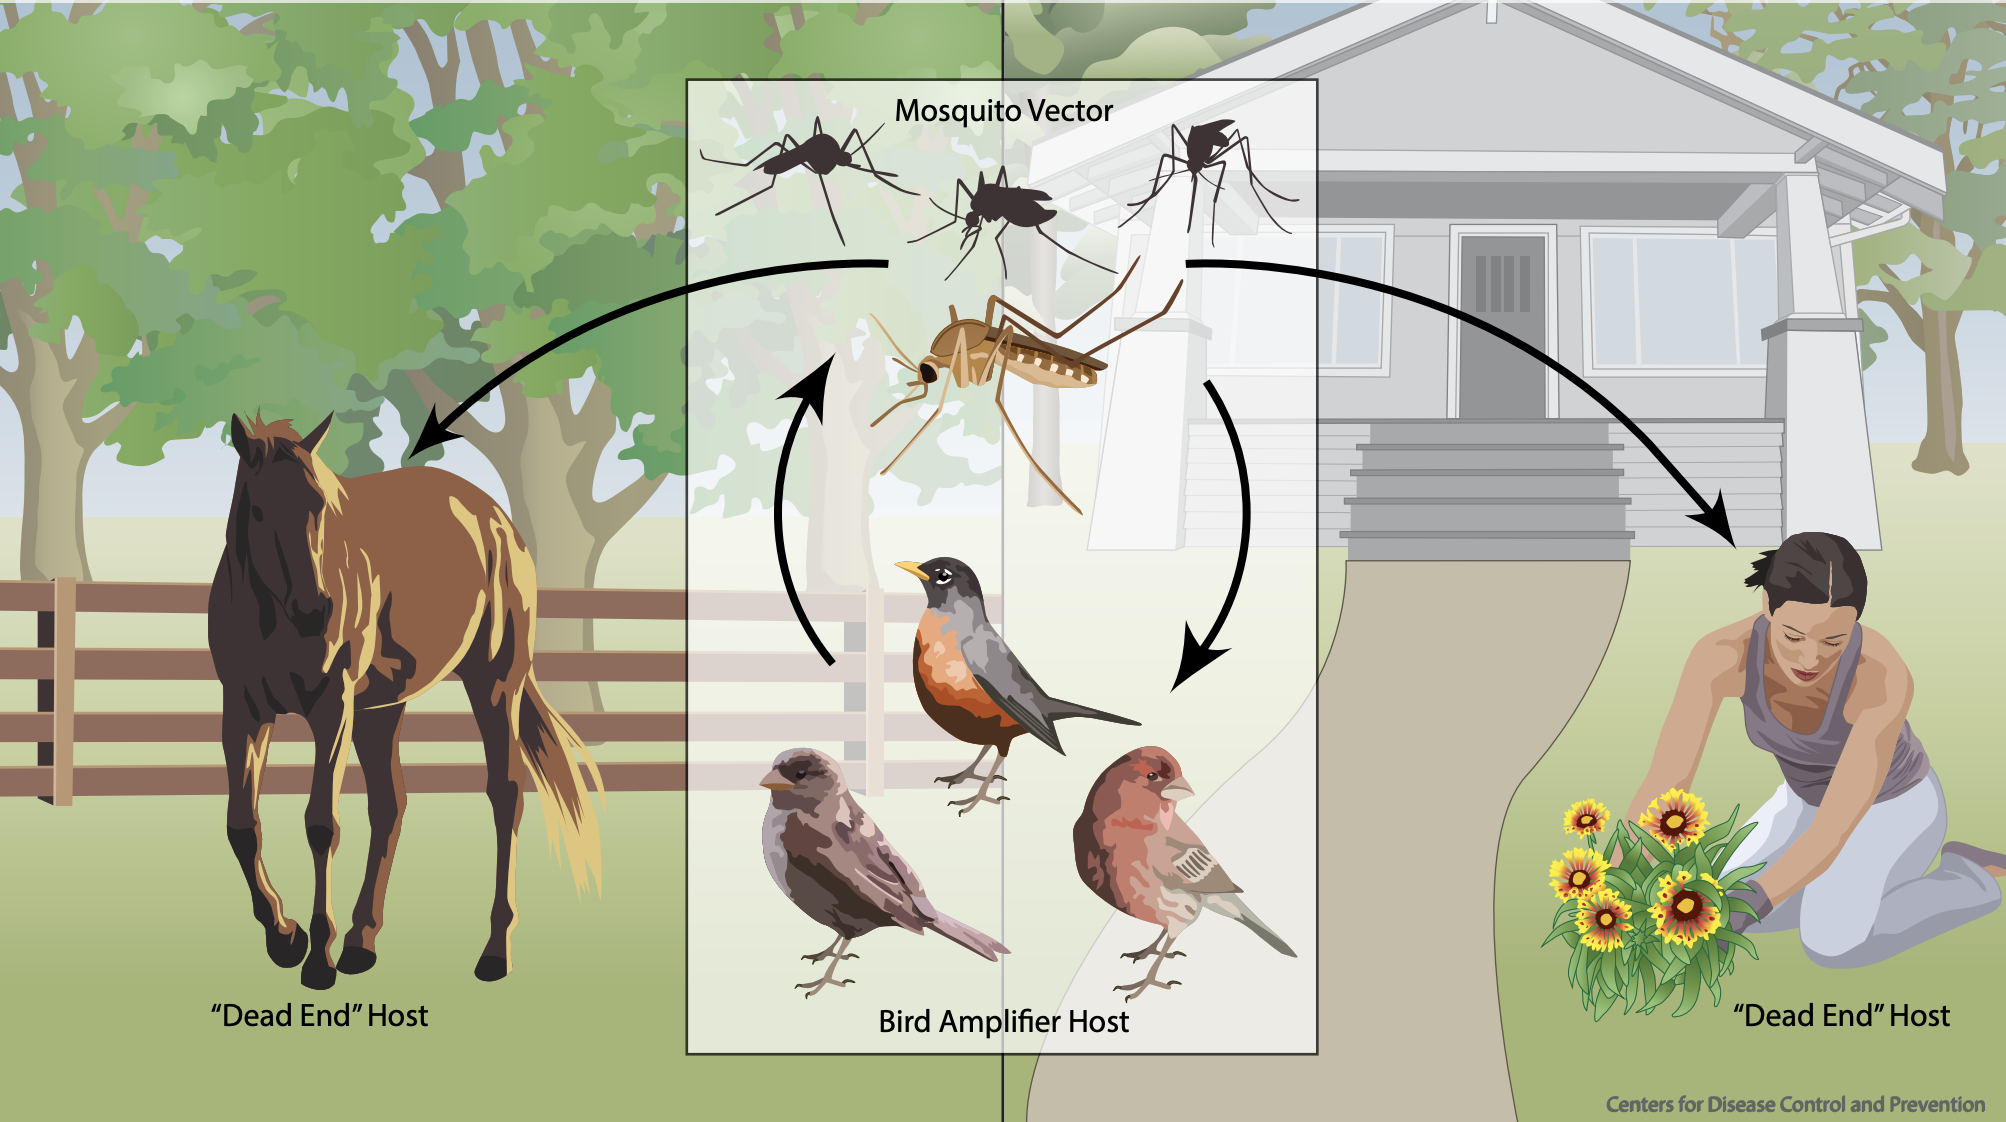 Mosquito Vector
Bird Amplifier Host
“Dead End” Host
“Dead End” Host
Centers for Disease Control and Prevention